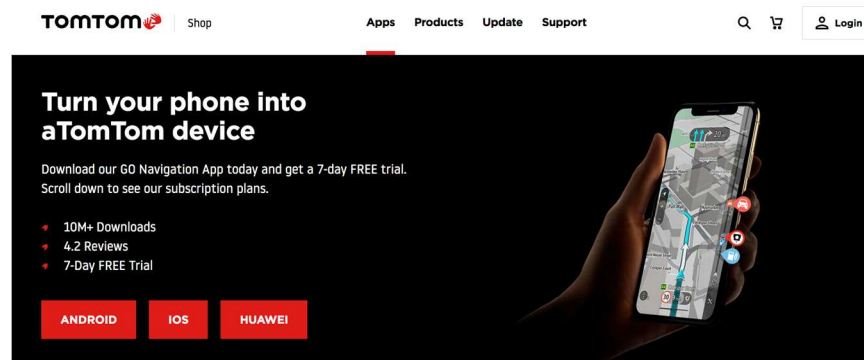 TOMTOM Shop Apps Products Update Support Login
Turn your phone into
aTomTom device
Download our GO Navigation App today and get a 7-day FREE trial.
Scroll down to see our subscription plans.
10M+ Downloads
4.2 Reviews
7-Day FREE Trial
ANDROID IOS HUAWEI
20
30